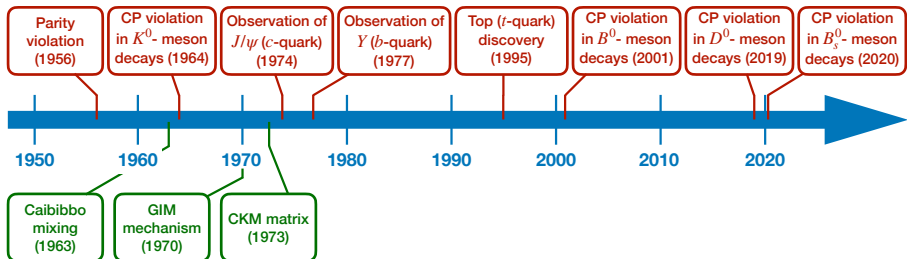 Parity
violation
(1956)
CP violation
in K⁰- meson
decays (1964)
Observation of
J/ψ (c-quark)
(1974)
Observation of
Υ (b-quark)
(1977)
Top (t-quark)
discovery
(1995)
CP violation
in B⁰- meson
decays (2001)
CP violation
in D⁰- meson
decays (2019)
CP violation
in Bₛ⁰- meson
decays (2020)
1950
1960
1970
1980
1990
2000
2010
2020
Caibibbo
mixing
(1963)
GIM
mechanism
(1970)
CKM matrix
(1973)